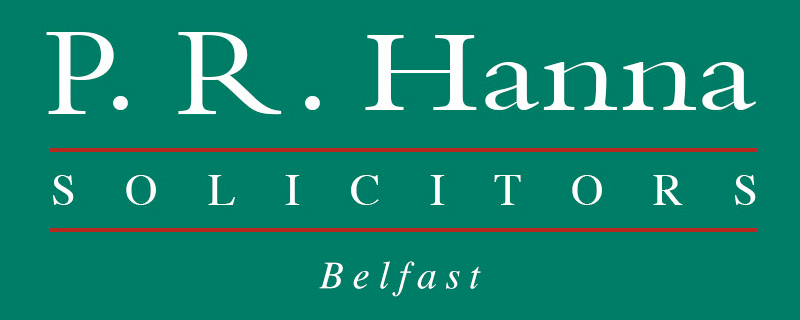 P. R. Hanna
SOLICITORS
Belfast